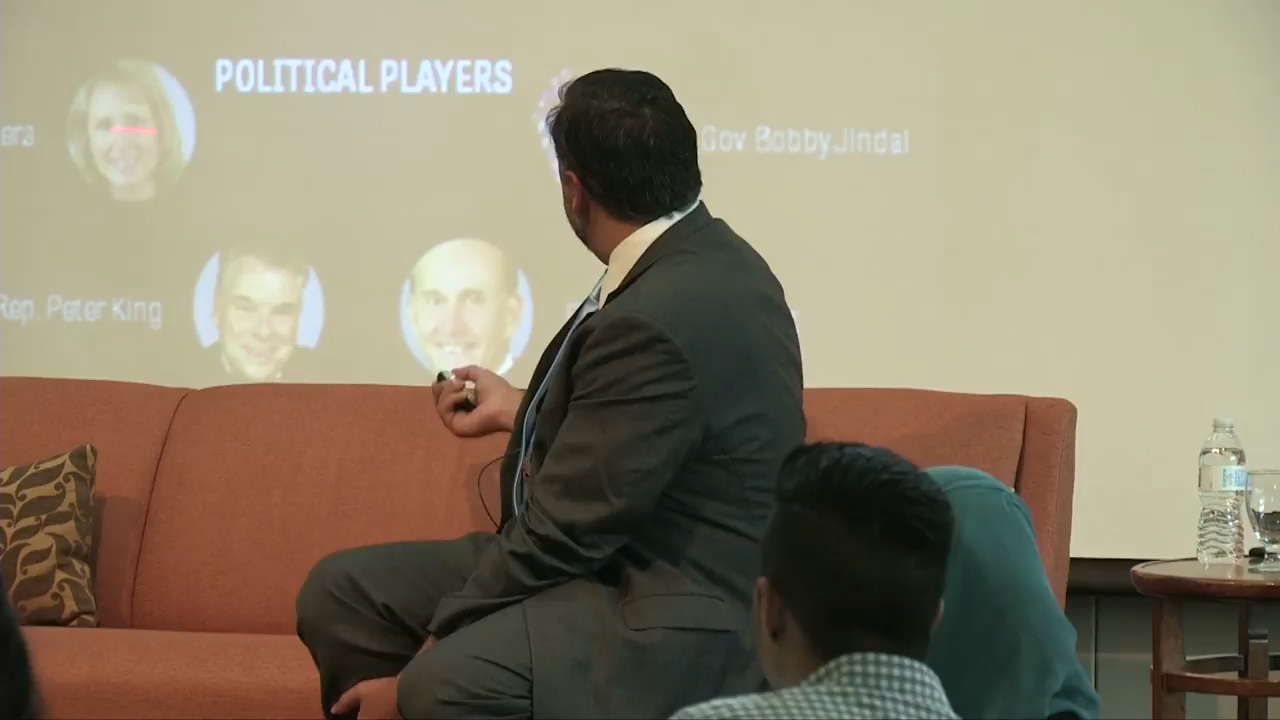 POLITICAL PLAYERS
era
Gov. Bobby Jindal
Rep. Peter King